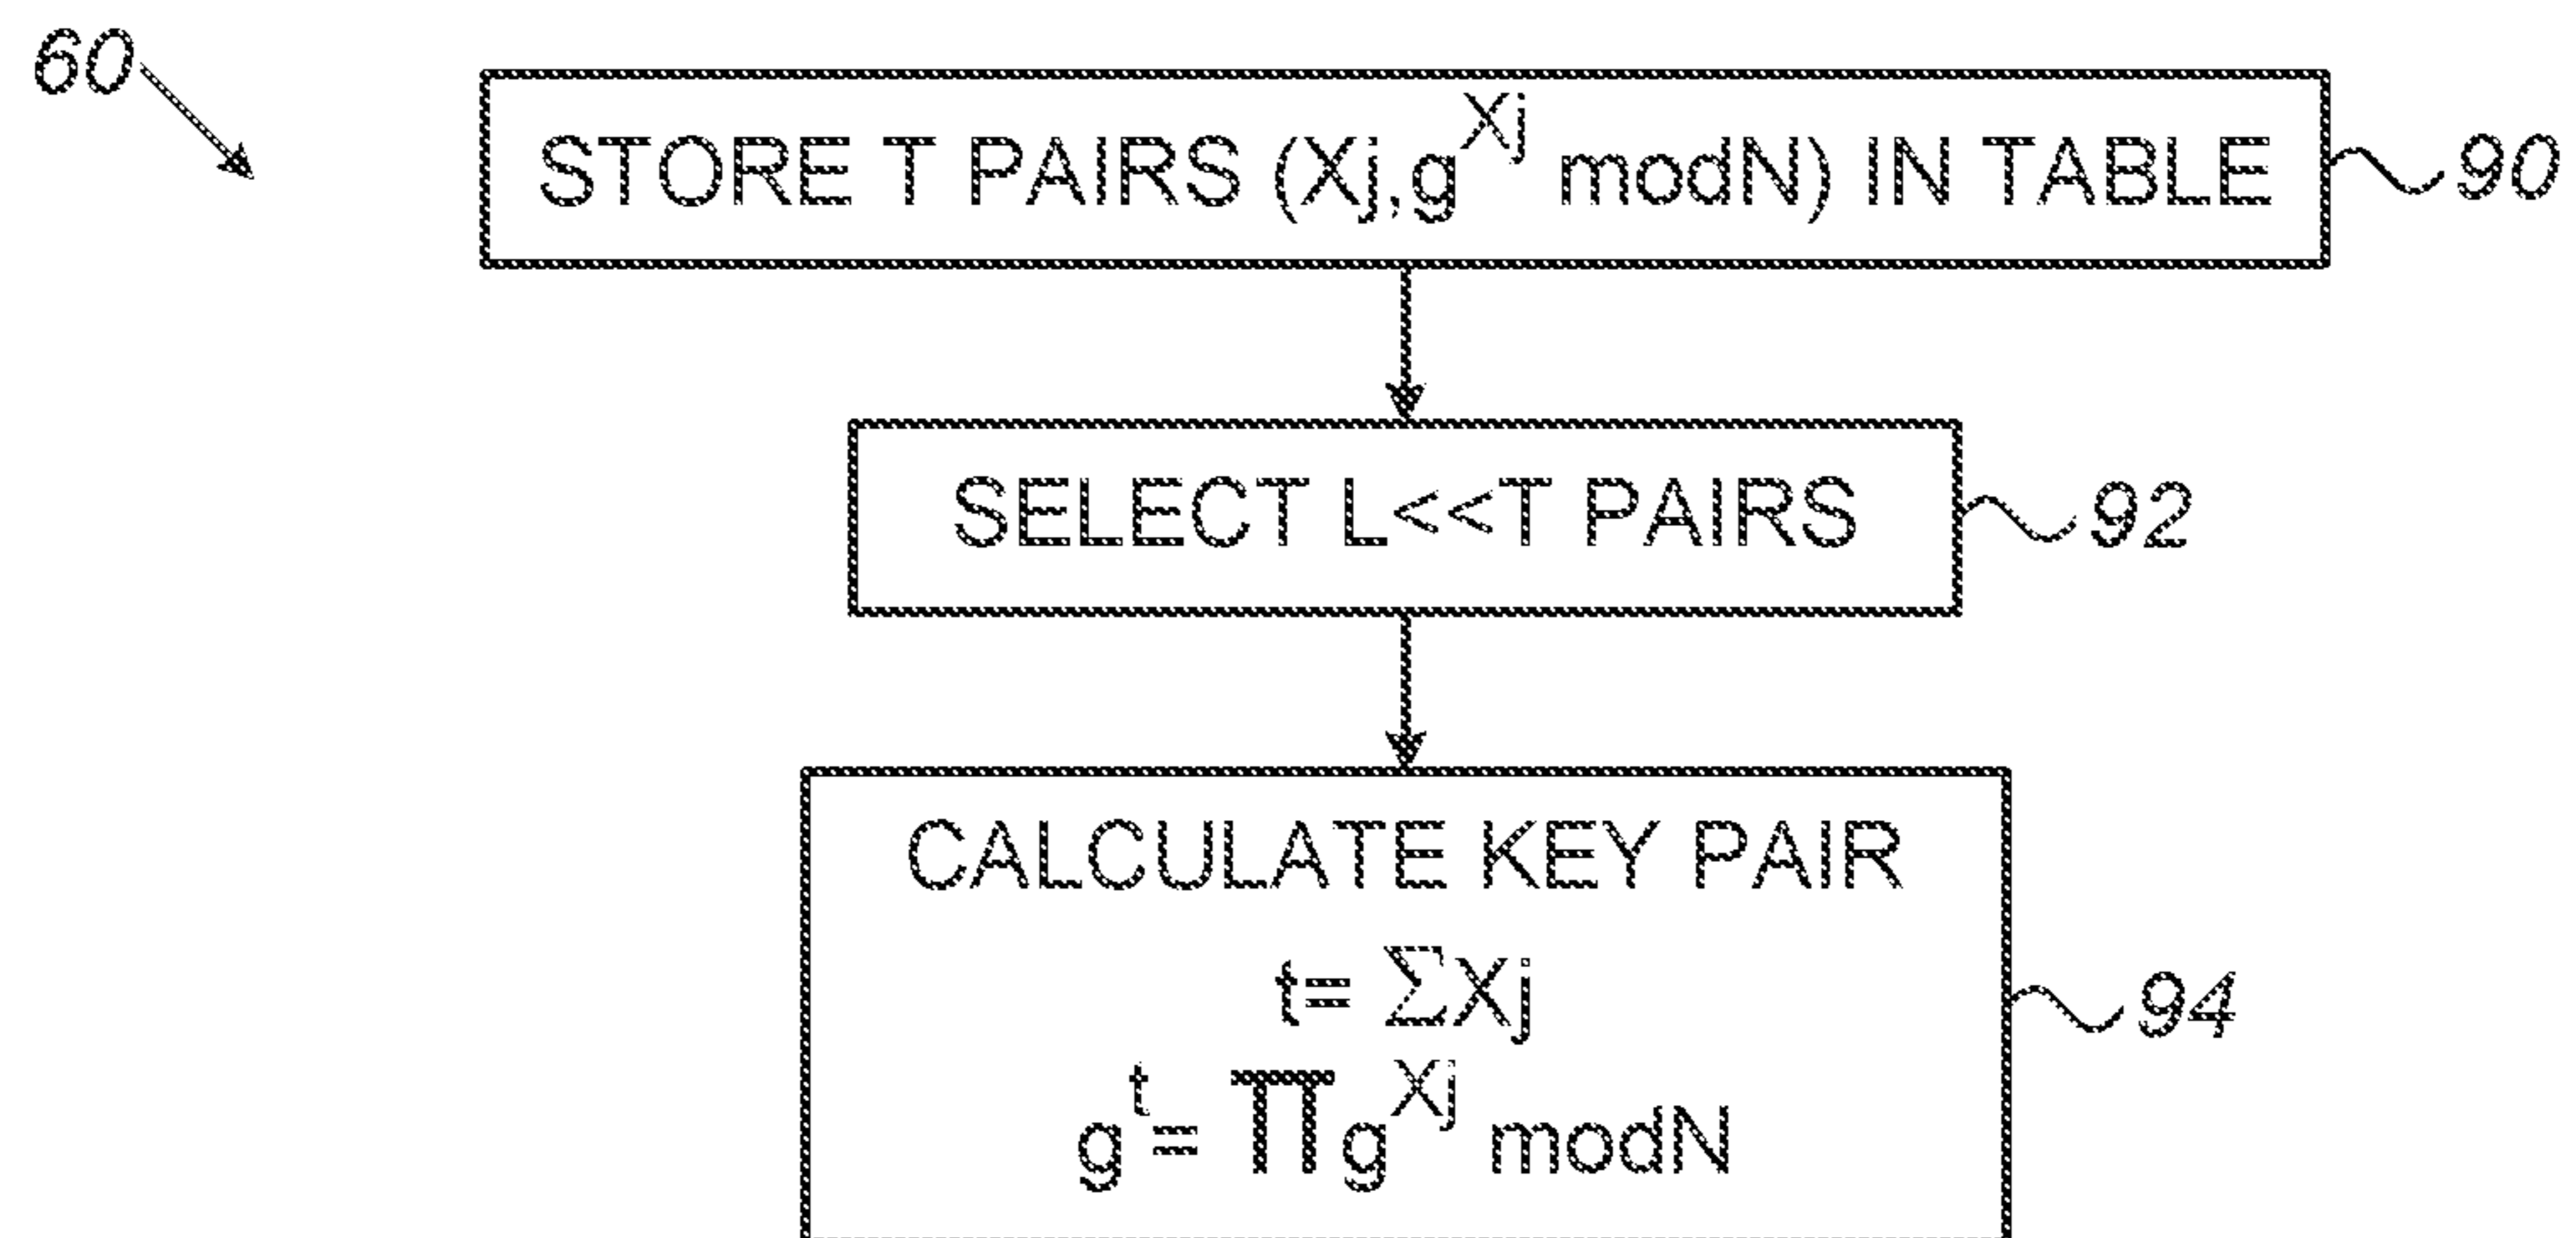 60
STORE T PAIRS (Xj,g^Xj modN) IN TABLE
90
SELECT L<<T PAIRS
92
CALCULATE KEY PAIR
t= ΣXj
g^t= ∏g^Xj modN
94